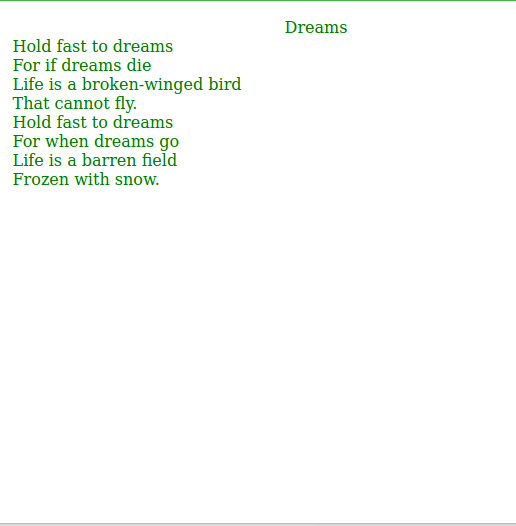 Dreams
Hold fast to dreams
For if dreams die
Life is a broken-winged bird
That cannot fly.
Hold fast to dreams
For when dreams go
Life is a barren field
Frozen with snow.